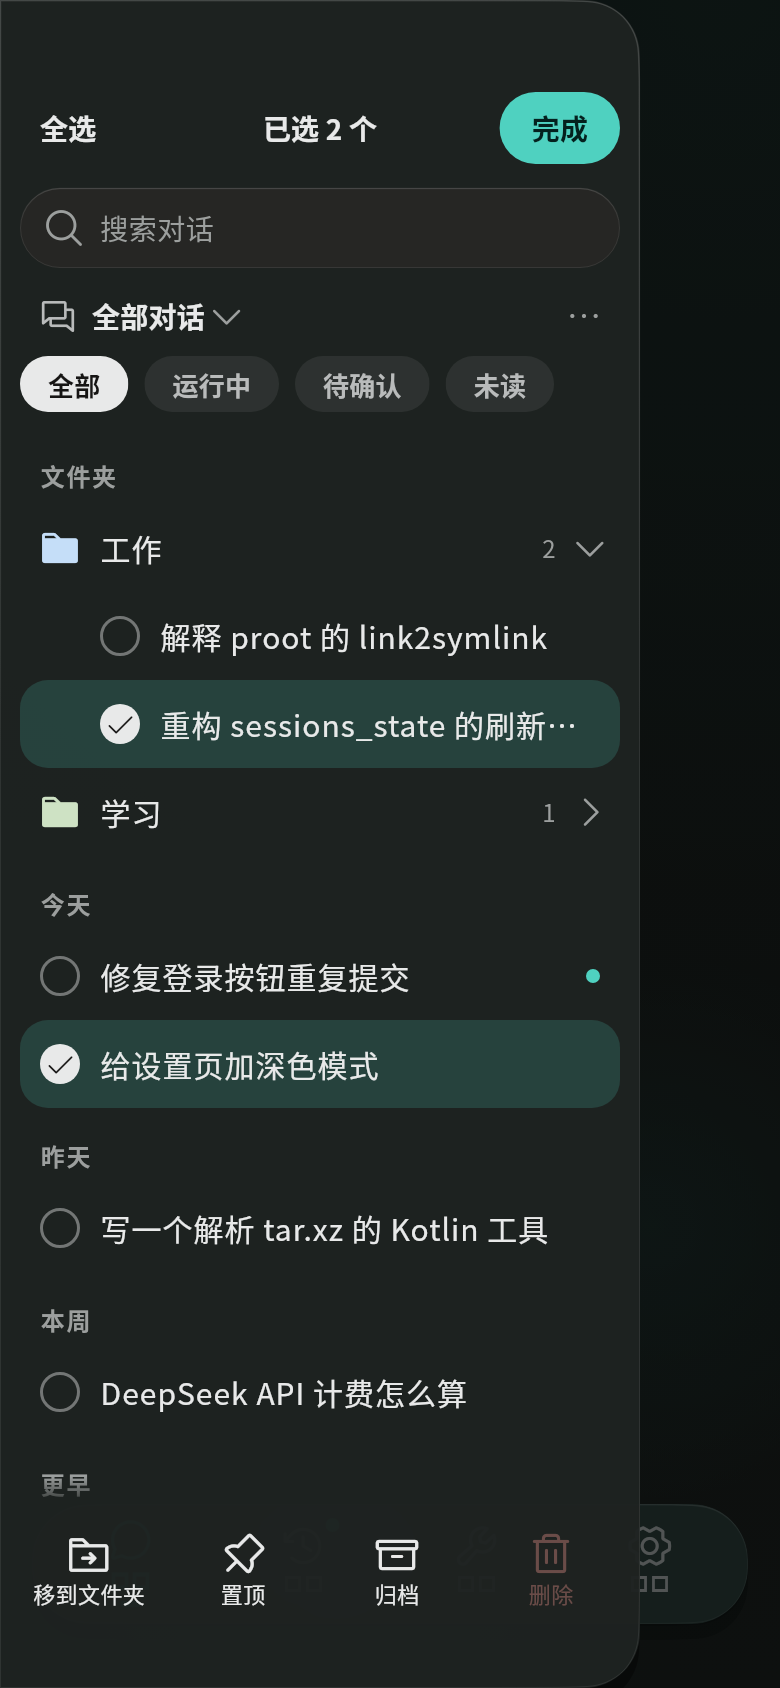 全选 已选 2 个 完成
搜索对话
全部对话
全部 运行中 待确认 未读
文件夹
工作 2
解释 proot 的 link2symlink
重构 sessions_state 的刷新…
学习 1
今天
修复登录按钮重复提交
给设置页加深色模式
昨天
写一个解析 tar.xz 的 Kotlin 工具
本周
DeepSeek API 计费怎么算
更早
移到文件夹 置顶 归档 删除